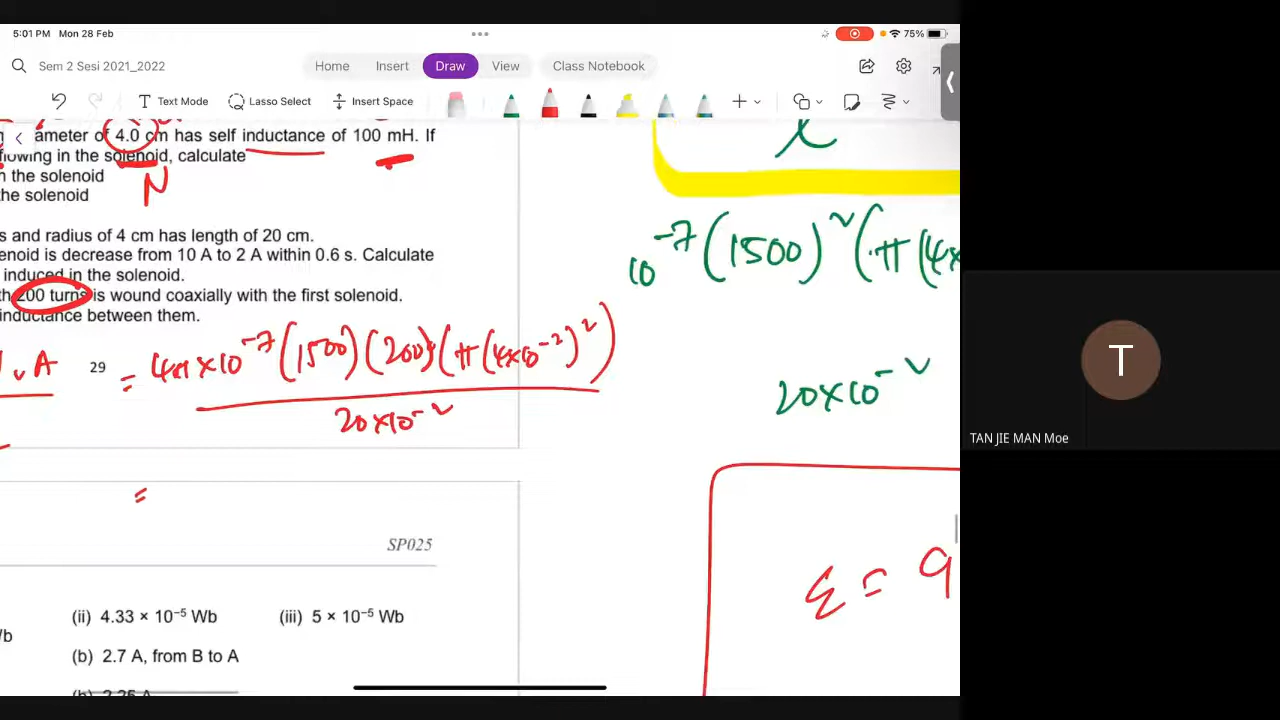 5:01 PM Mon 28 Feb
75%
Sem 2 Sesi 2021_2022
Home Insert Draw View Class Notebook
Text Mode Lasso Select Insert Space
ameter of 4.0 cm has self inductance of 100 mH. If
flowing in the solenoid, calculate
n the solenoid
the solenoid
N
s and radius of 4 cm has length of 20 cm.
enoid is decrease from 10 A to 2 A within 0.6 s. Calculate
induced in the solenoid.
th 200 turns is wound coaxially with the first solenoid.
inductance between them.
A
29
= 4π×10⁻⁷ (1500) (200) (π (4×10⁻²)²)
20×10⁻²
=
SP025
(ii) 4.33 × 10⁻⁵ Wb (iii) 5 × 10⁻⁵ Wb
Vb
(b) 2.7 A, from B to A
(b) 2.25 A
l
10⁻⁷ (1500)² (π (4×
20×10⁻²
ε = 9
T
TAN JIE MAN Moe